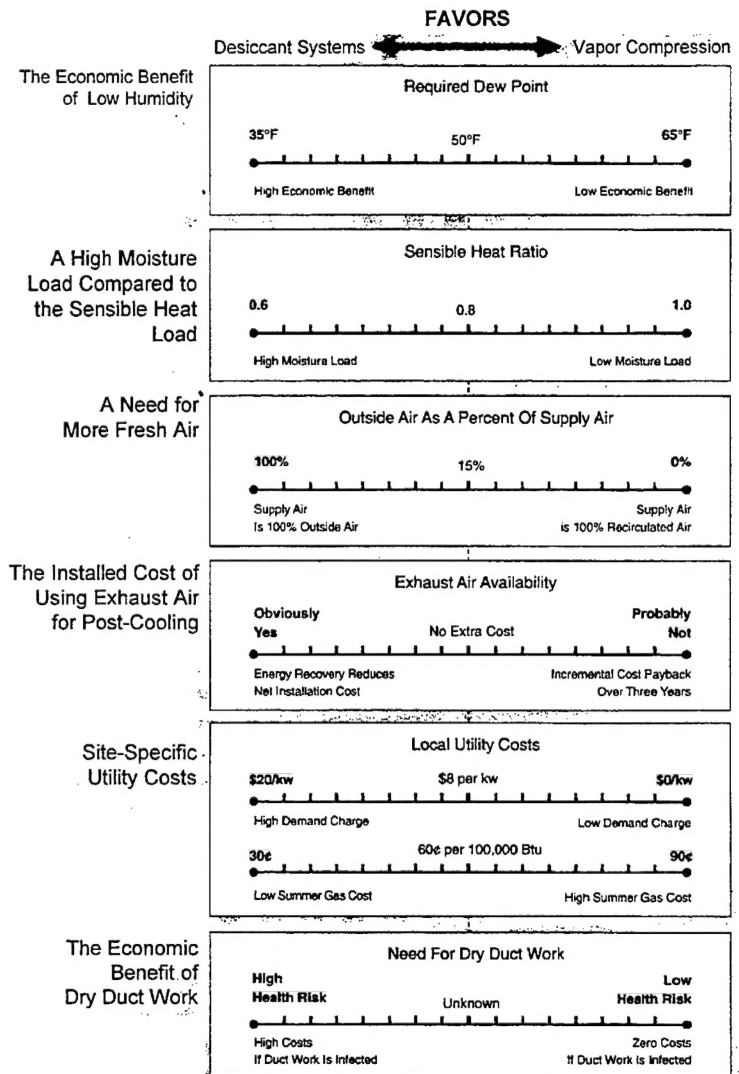 FAVORS
Desiccant Systems Vapor Compression
The Economic Benefit
of Low Humidity
Required Dew Point
35°F 50°F 65°F
High Economic Benefit Low Economic Benefit
A High Moisture
Load Compared to
the Sensible Heat
Load
Sensible Heat Ratio
0.6 0.8 1.0
High Moisture Load Low Moisture Load
A Need for
More Fresh Air
Outside Air As A Percent Of Supply Air
100% 15% 0%
Supply Air Supply Air
Is 100% Outside Air is 100% Recirculated Air
The Installed Cost of
Using Exhaust Air
for Post-Cooling
Exhaust Air Availability
Obviously Probably
Yes No Extra Cost Not
Energy Recovery Reduces Incremental Cost Payback
Net Installation Cost Over Three Years
Site-Specific
Utility Costs
Local Utility Costs
$20/kw $8 per kw $0/kw
High Demand Charge Low Demand Charge
30¢ 60¢ per 100,000 Btu 90¢
Low Summer Gas Cost High Summer Gas Cost
The Economic
Benefit of
Dry Duct Work
Need For Dry Duct Work
High Low
Health Risk Unknown Health Risk
High Costs Zero Costs
If Duct Work Is Infected If Duct Work Is Infected